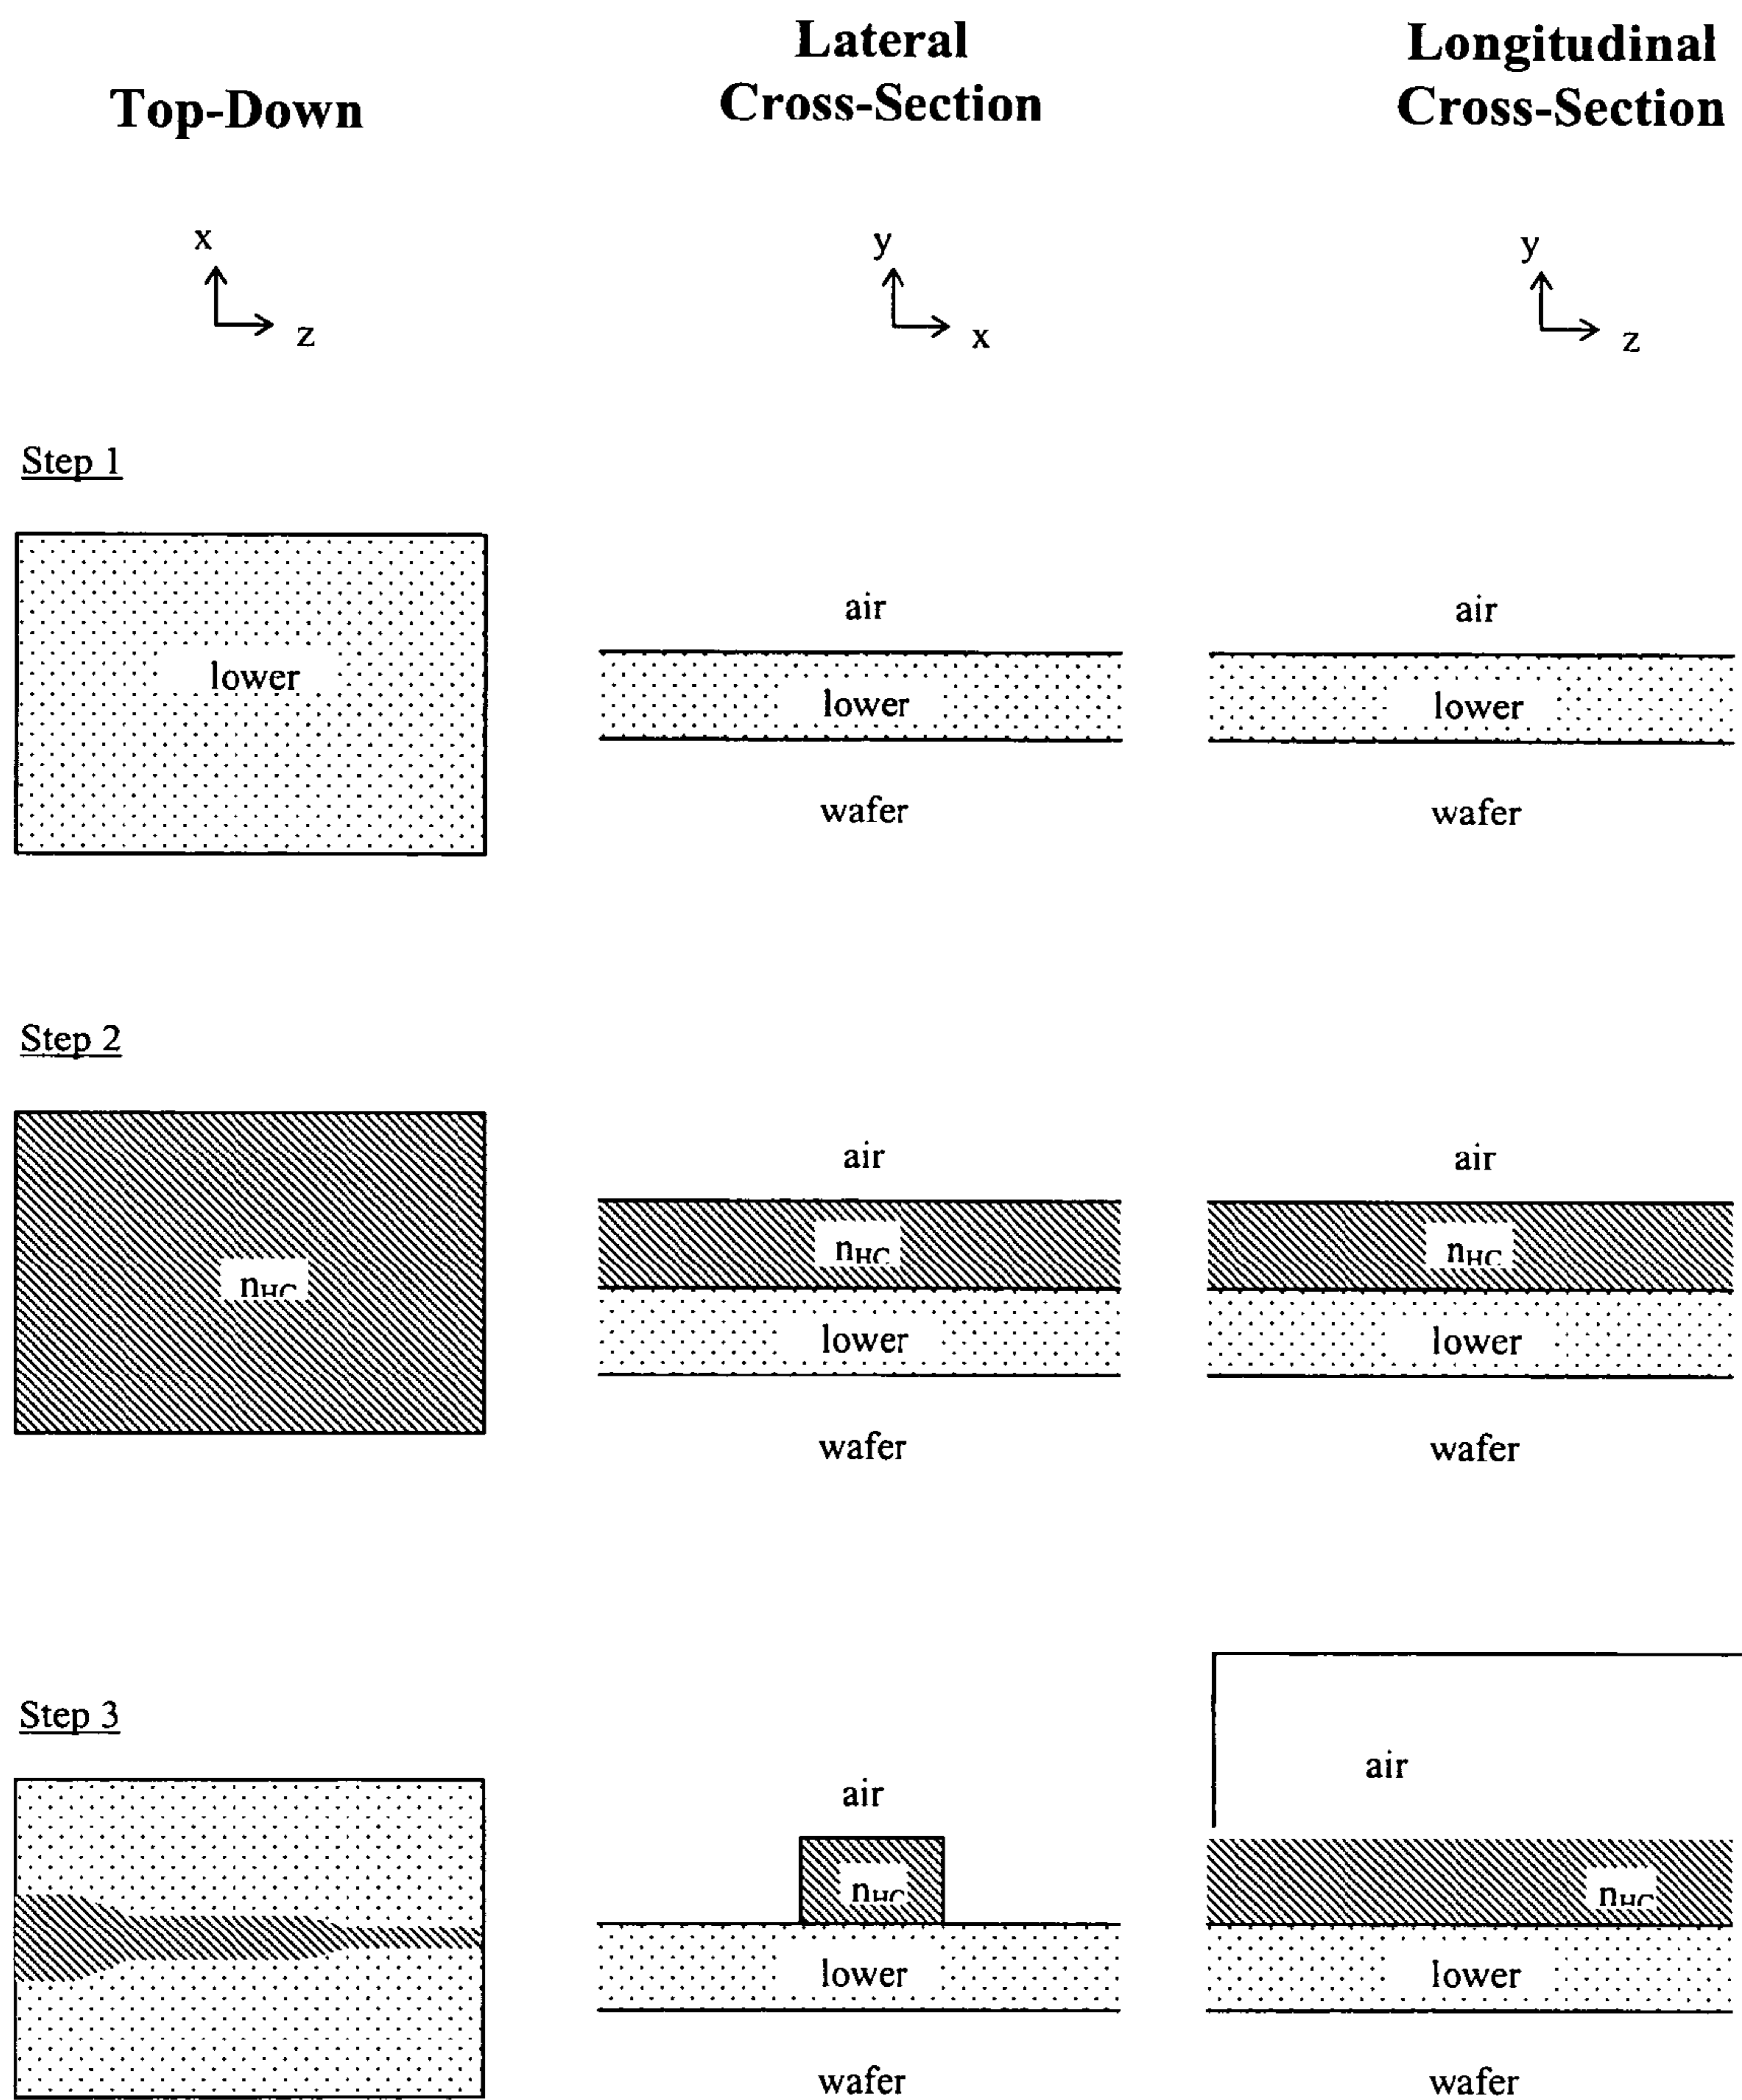 Top-Down
Lateral
Cross-Section
Longitudinal
Cross-Section
x
z
y
x
y
z
Step 1
lower
air
lower
wafer
air
lower
wafer
Step 2
nHC
air
nHC
lower
wafer
air
nHC
lower
wafer
Step 3
air
nHC
lower
wafer
air
nHC
lower
wafer